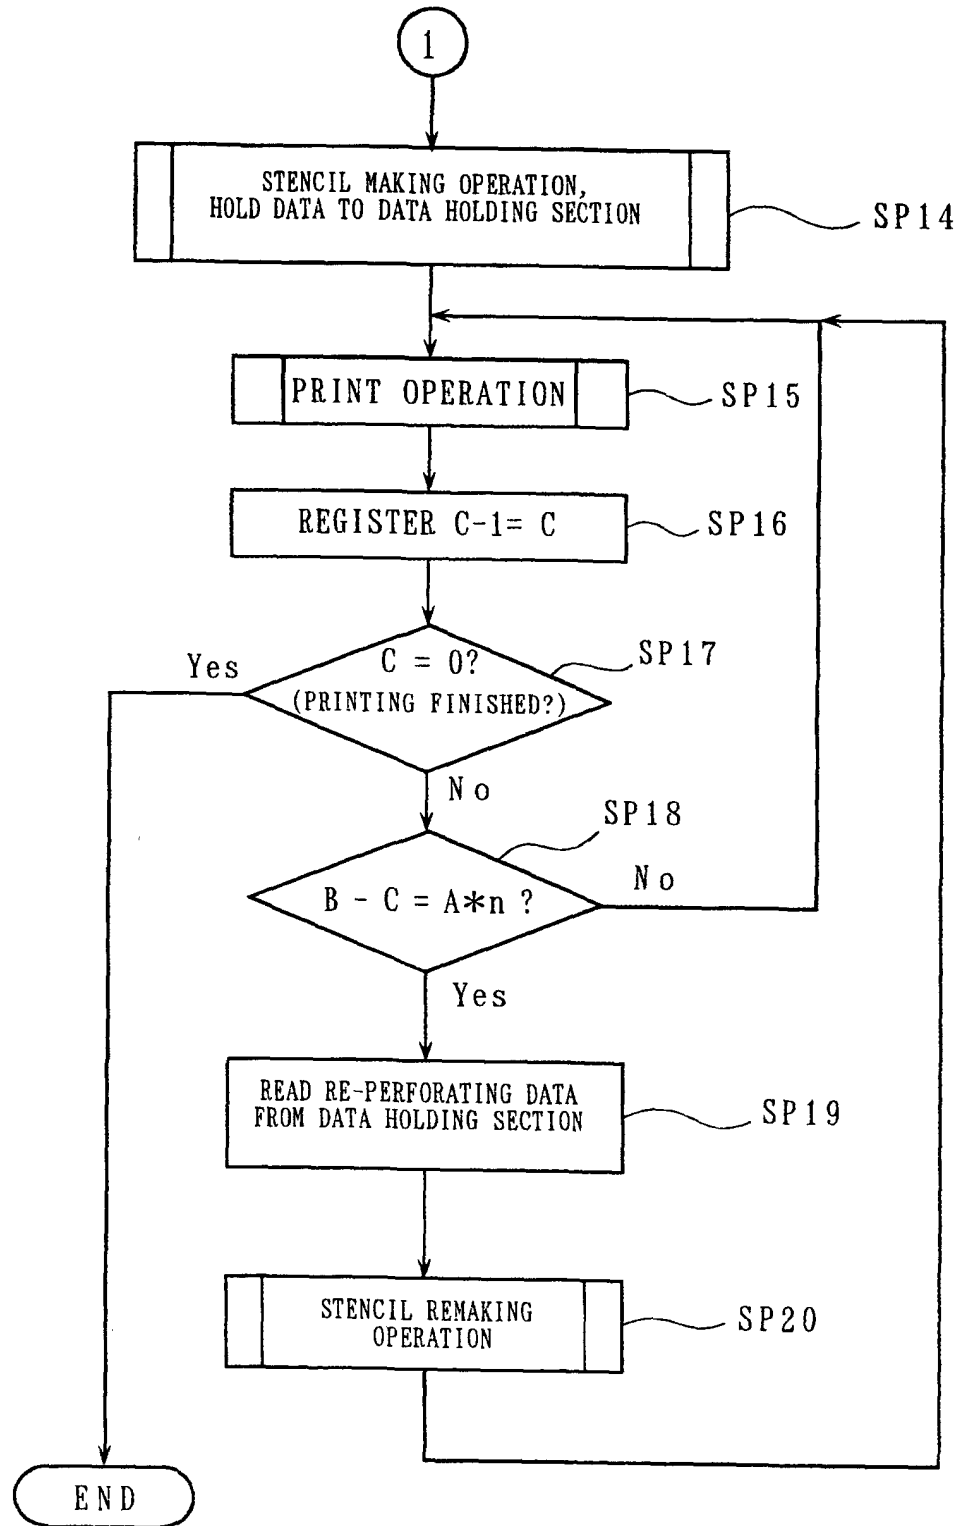 1
STENCIL MAKING OPERATION,
HOLD DATA TO DATA HOLDING SECTION
SP14
PRINT OPERATION
SP15
REGISTER C-1= C
SP16
Yes
C = 0?
(PRINTING FINISHED?)
SP17
No
SP18
B - C = A*n ?
No
Yes
READ RE-PERFORATING DATA
FROM DATA HOLDING SECTION
SP19
STENCIL REMAKING
OPERATION
SP20
END